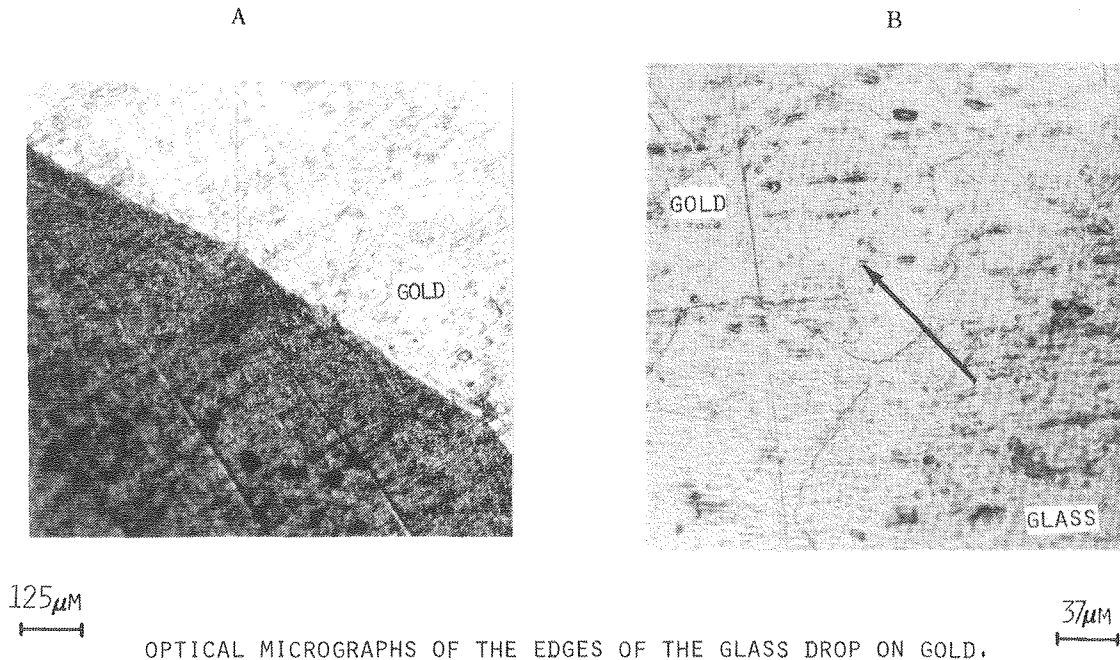 A
B
GOLD
GOLD
GLASS
125μM
37μM
OPTICAL MICROGRAPHS OF THE EDGES OF THE GLASS DROP ON GOLD.